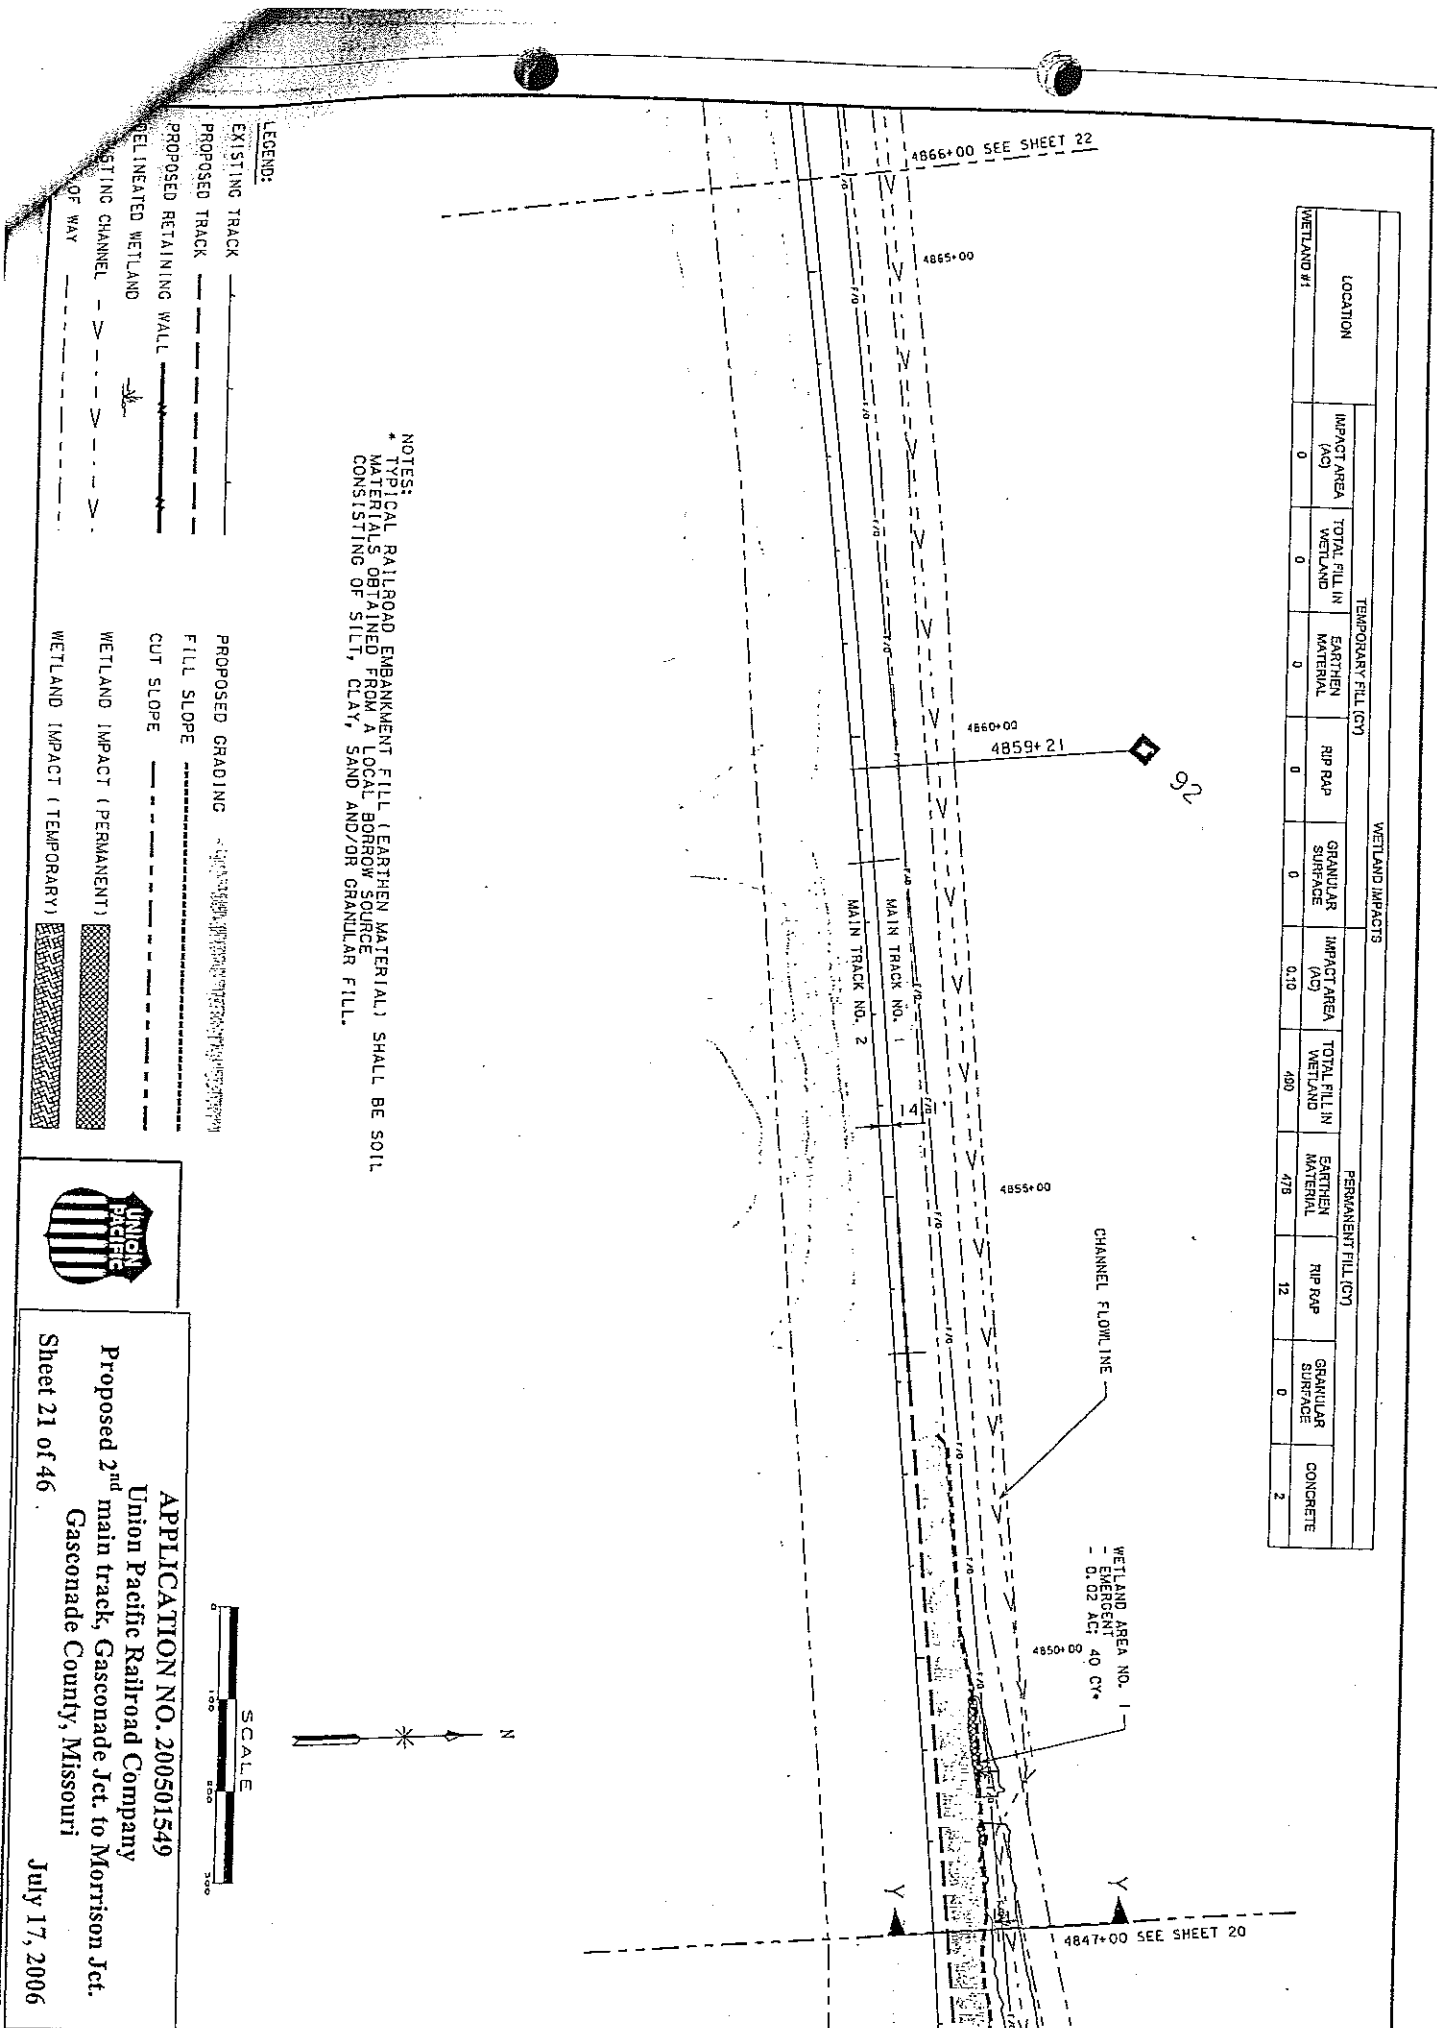 WETLAND IMPACTS
LOCATION
TEMPORARY FILL (CY)
PERMANENT FILL (CY)
IMPACT AREA (AC)
TOTAL FILL IN WETLAND
EARTHEN MATERIAL
RIP RAP
GRANULAR SURFACE
IMPACT AREA (AC)
TOTAL FILL IN WETLAND
EARTHEN MATERIAL
RIP RAP
GRANULAR SURFACE
CONCRETE
WETLAND #1 0 0 0 0 0 0.10 490 12 0 2
4866+00 SEE SHEET 22
4865+00
4860+00
4859+21
92
4855+00
CHANNEL FLOWLINE
WETLAND AREA NO. 1
- EMERGENT
- 0.02 AC; 40 CY*
4850+00
4847+00 SEE SHEET 20
Y
Y
MAIN TRACK NO. 1
MAIN TRACK NO. 2
14
F/O
NOTES:
* TYPICAL RAILROAD EMBANKMENT FILL (EARTHEN MATERIAL) SHALL BE SOIL
MATERIALS OBTAINED FROM A LOCAL BORROW SOURCE
CONSISTING OF SILT, CLAY, SAND AND/OR GRANULAR FILL.
N
SCALE
0 100 200 300
LEGEND:
EXISTING TRACK
PROPOSED TRACK
PROPOSED RETAINING WALL
DELINEATED WETLAND
STING CHANNEL
OF WAY
PROPOSED GRADING
FILL SLOPE
CUT SLOPE
WETLAND IMPACT (PERMANENT)
WETLAND IMPACT (TEMPORARY)
UNION
PACIFIC
APPLICATION NO. 200501549
Union Pacific Railroad Company
Proposed 2nd main track, Gasconade Jct. to Morrison Jct.
Gasconade County, Missouri
Sheet 21 of 46
July 17, 2006